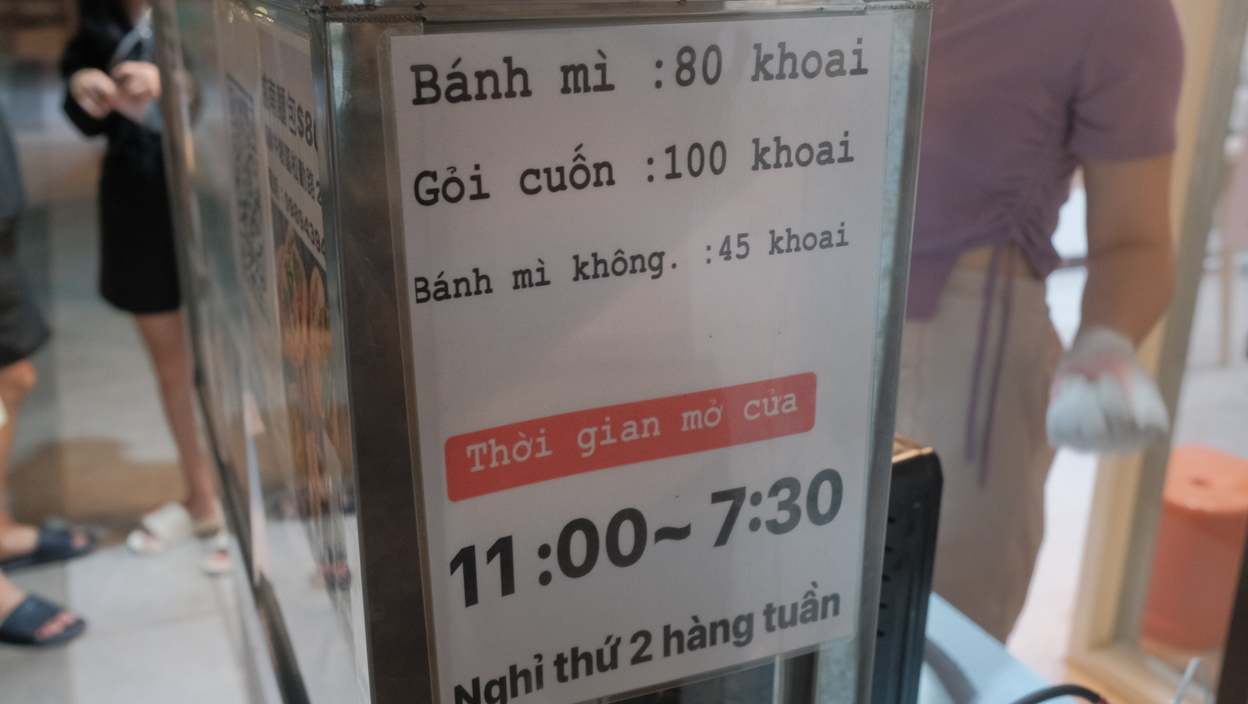 Bánh mì :80 khoai
Gỏi cuốn :100 khoai
Bánh mì không. :45 khoai
Thời gian mở cửa
11:00~ 7:30
Nghỉ thứ 2 hàng tuần
$80